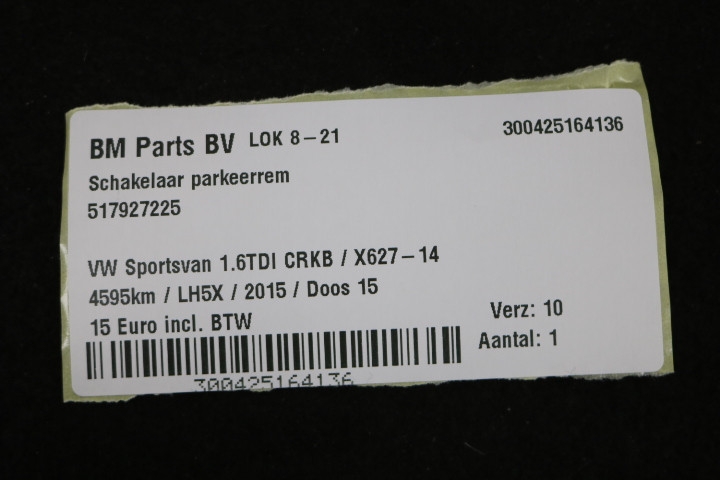 BM Parts BV LOK 8-21 300425164136
Schakelaar parkeerrem
517927225
VW Sportsvan 1.6TDI CRKB / X627-14
4595km / LH5X / 2015 / Doos 15
15 Euro incl. BTW Verz: 10
Aantal: 1
300425164136